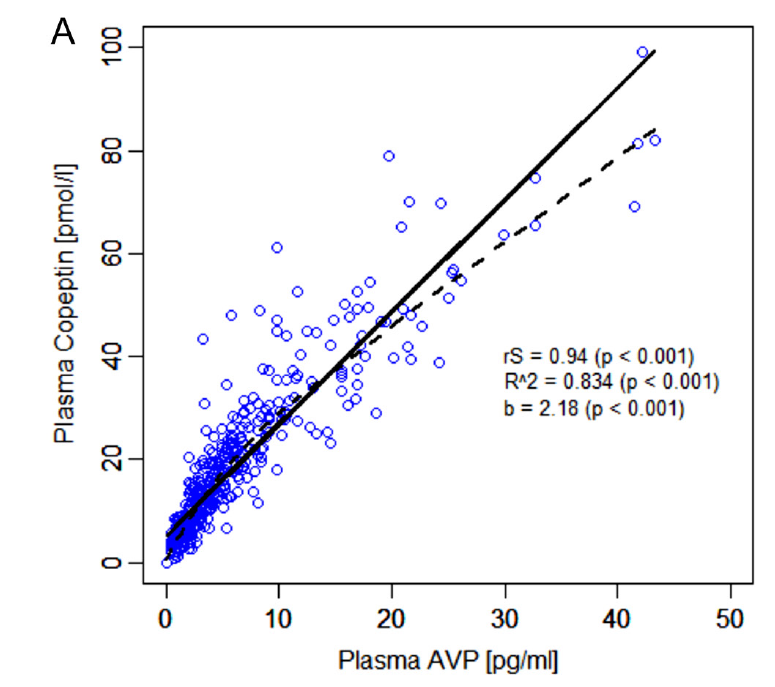 A
100
80
60
40
20
0
Plasma Copeptin [pmol/l]
rS = 0.94 (p < 0.001)
R^2 = 0.834 (p < 0.001)
b = 2.18 (p < 0.001)
0 10 20 30 40 50
Plasma AVP [pg/ml]